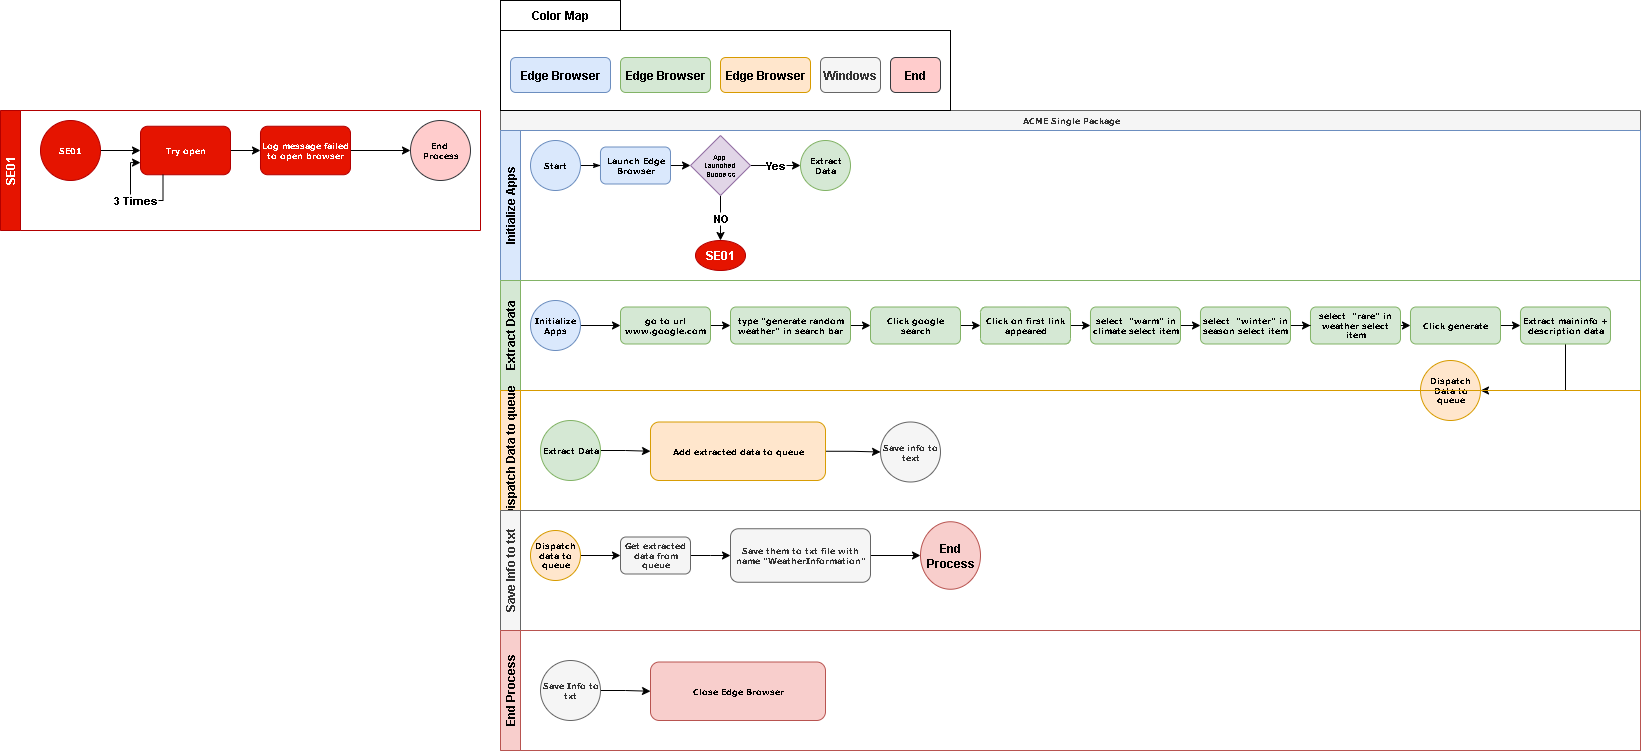 Color Map
Edge Browser
Edge Browser
Edge Browser
Windows
End
SE01
SE01
Try open
Log message failed
to open browser
End
Process
3 Times
ACME Single Package
Initialize Apps
Start
Launch Edge
Browser
App
Launched
Yes
Extract
Data
NO
SE01
Extract Data
Initialize
Apps
go to url
www.google.com
type "generate random
weather" in search bar
Click google
search
Click on first link
appeared
select "warm" in
climate select item
select "winter" in
season select item
select "rare" in
weather select
item
Click generate
Extract maininfo +
description data
Dispatch
Data to
queue
ispatch Data to queue
Extract Data
Add extracted data to queue
Save info to
text
Save Info to txt
Dispatch
data to
queue
Get extracted
data from
queue
Save them to txt file with
name "WeatherInformation"
End
Process
End Process
Save Info to
txt
Close Edge Browser